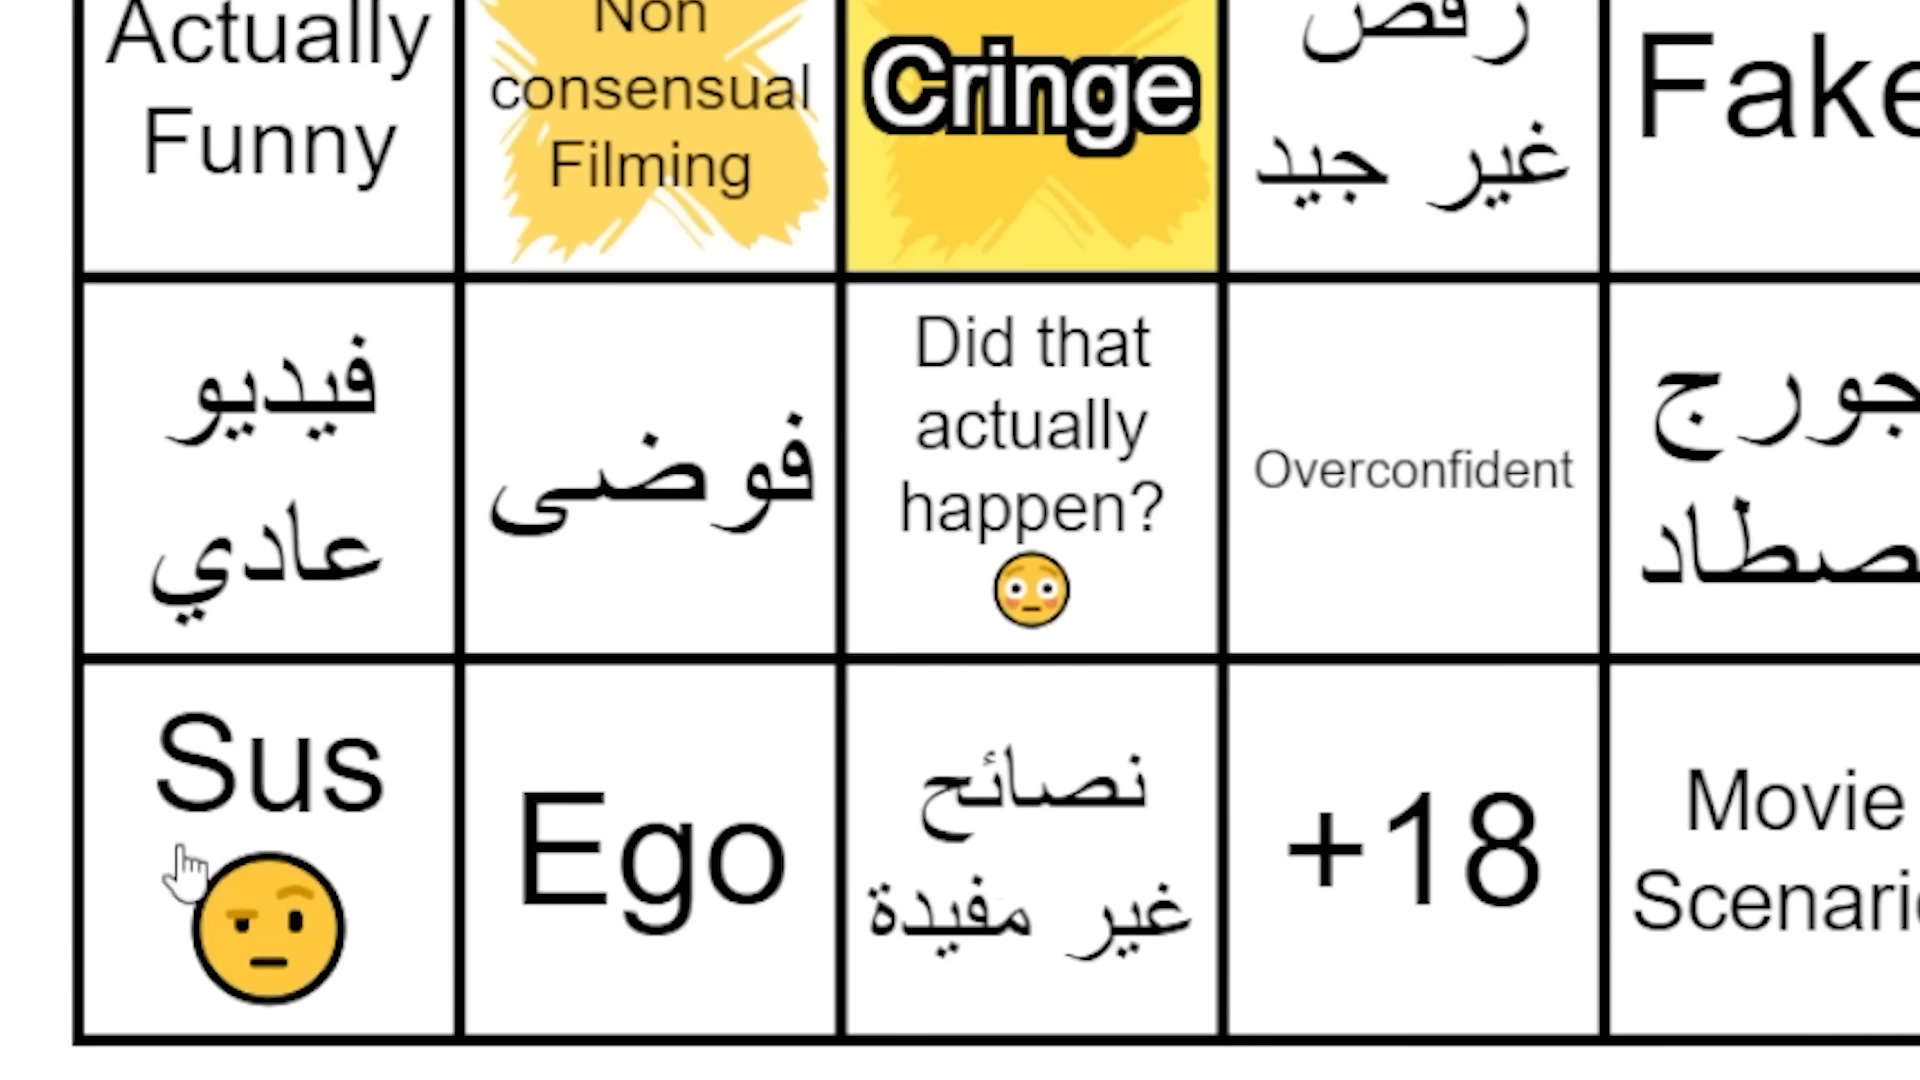 Actually
Funny
Non
consensual
Filming
Cringe
رقص
غير جيد
Fake
فيديو
عادي
فوضى
Did that
actually
happen?
😳
Overconfident
جورج
Sus
🤨
Ego
نصائح
غير مفيدة
+18
Movie